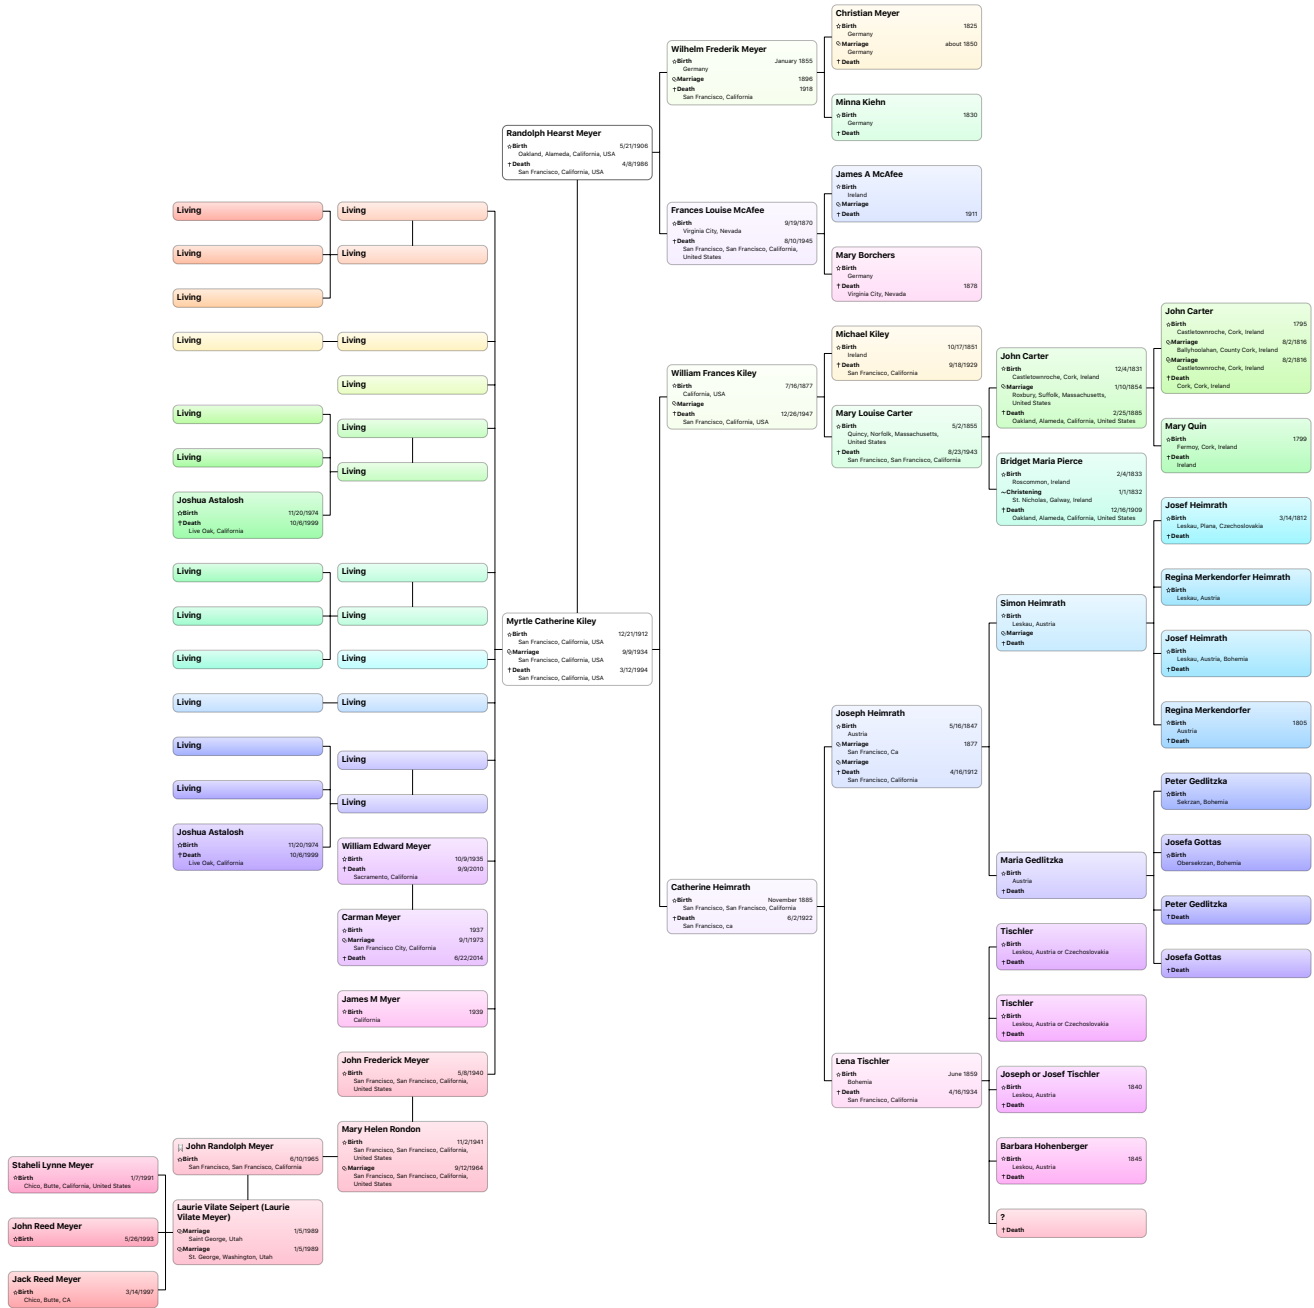 Christian Meyer
☆Birth 1825
Germany
Marriage about 1850
Germany
†Death
Wilhelm Frederik Meyer
☆Birth January 1855
Germany
Marriage 1896
†Death 1918
San Francisco, California
Minna Kiehn
☆Birth 1830
Germany
†Death
Randolph Hearst Meyer
☆Birth 5/21/1906
Oakland, Alameda, California, USA
†Death 4/8/1986
San Francisco, California, USA
James A McAfee
☆Birth
Ireland
Marriage
†Death 1911
Frances Louise McAfee
☆Birth 9/19/1870
Virginia City, Nevada
†Death 8/10/1945
San Francisco, San Francisco, California,
United States
Mary Borchers
☆Birth
Germany
†Death 1878
Virginia City, Nevada
Living
Living
Living
Living
Living
Living
Living
Living
Living
Living
Living
Living
Joshua Astalosh
☆Birth 11/20/1974
†Death 10/6/1999
Live Oak, California
Living
Living
Living
Living
Living
Living
Living
Living
Living
Living
Living
Living
Joshua Astalosh
☆Birth 11/20/1974
†Death 10/6/1999
Live Oak, California
Michael Kiley
☆Birth 10/17/1851
Ireland
†Death 9/18/1929
San Francisco, California
William Frances Kiley
☆Birth 7/16/1877
California, USA
Marriage
†Death 12/26/1947
San Francisco, California, USA
Mary Louise Carter
☆Birth 5/2/1855
Quincy, Norfolk, Massachusetts,
United States
†Death 8/23/1943
San Francisco, San Francisco, California
John Carter
☆Birth 12/4/1831
Castletownroche, Cork, Ireland
Marriage 1/10/1854
Roxbury, Suffolk, Massachusetts,
United States
†Death 2/25/1885
Oakland, Alameda, California, United States
Bridget Maria Pierce
☆Birth 2/4/1833
Roscommon, Ireland
~Christening 1/1/1832
St. Nicholas, Galway, Ireland
†Death 12/16/1909
Oakland, Alameda, California, United States
John Carter
☆Birth 1795
Castletownroche, Cork, Ireland
Marriage 8/2/1816
Ballyhoolahan, County Cork, Ireland
Marriage 8/2/1816
Castletownroche, Cork, Ireland
†Death
Cork, Cork, Ireland
Mary Quin
☆Birth 1799
Fermoy, Cork, Ireland
†Death
Ireland
Josef Heimrath
☆Birth 3/14/1812
Leskau, Plana, Czechoslovakia
†Death
Regina Merkendorfer Heimrath
☆Birth
Leskau, Austria
Josef Heimrath
☆Birth
Leskau, Austria, Bohemia
†Death
Regina Merkendorfer
☆Birth 1805
Austria
†Death
Simon Heimrath
☆Birth
Leskau, Austria
Marriage
†Death
Myrtle Catherine Kiley
☆Birth 12/21/1912
San Francisco, California, USA
Marriage 9/9/1934
San Francisco, California, USA
†Death 3/12/1994
San Francisco, California, USA
Joseph Heimrath
☆Birth 5/16/1847
Austria
Marriage 1877
San Francisco, Ca
Marriage
†Death 4/16/1912
San Francisco, California
Peter Gedlitzka
☆Birth
Sekrzan, Bohemia
Josefa Gottas
☆Birth
Obersekrzan, Bohemia
Peter Gedlitzka
†Death
Josefa Gottas
†Death
Maria Gedlitzka
☆Birth
Austria
†Death
Catherine Heimrath
☆Birth November 1885
San Francisco, San Francisco, California
†Death 6/2/1922
San Francisco, ca
Tischler
☆Birth
Leskou, Austria or Czechoslovakia
†Death
Tischler
☆Birth
Leskou, Austria or Czechoslovakia
†Death
Lena Tischler
☆Birth June 1859
Bohemia
†Death 4/16/1934
San Francisco, California
Joseph or Josef Tischler
☆Birth 1840
Leskou, Austria
†Death
Barbara Hohenberger
☆Birth 1845
Leskou, Austria
†Death
?
†Death
William Edward Meyer
☆Birth 10/9/1935
†Death 9/9/2010
Sacramento, California
Carman Meyer
☆Birth 1937
Marriage 9/1/1973
San Francisco City, California
†Death 6/22/2014
James M Myer
☆Birth 1939
California
John Frederick Meyer
☆Birth 5/8/1940
San Francisco, San Francisco, California,
United States
Mary Helen Rondon
☆Birth 11/2/1941
San Francisco, San Francisco, California,
United States
Marriage 9/12/1964
San Francisco, San Francisco, California,
United States
John Randolph Meyer
☆Birth 6/10/1965
San Francisco, San Francisco, California
Laurie Vilate Seipert (Laurie
Vilate Meyer)
Marriage 1/5/1989
Saint George, Utah
Marriage 1/5/1989
St. George, Washington, Utah
Staheli Lynne Meyer
☆Birth 1/7/1991
Chico, Butte, California, United States
John Reed Meyer
☆Birth 5/26/1993
Jack Reed Meyer
☆Birth 3/14/1997
Chico, Butte, CA